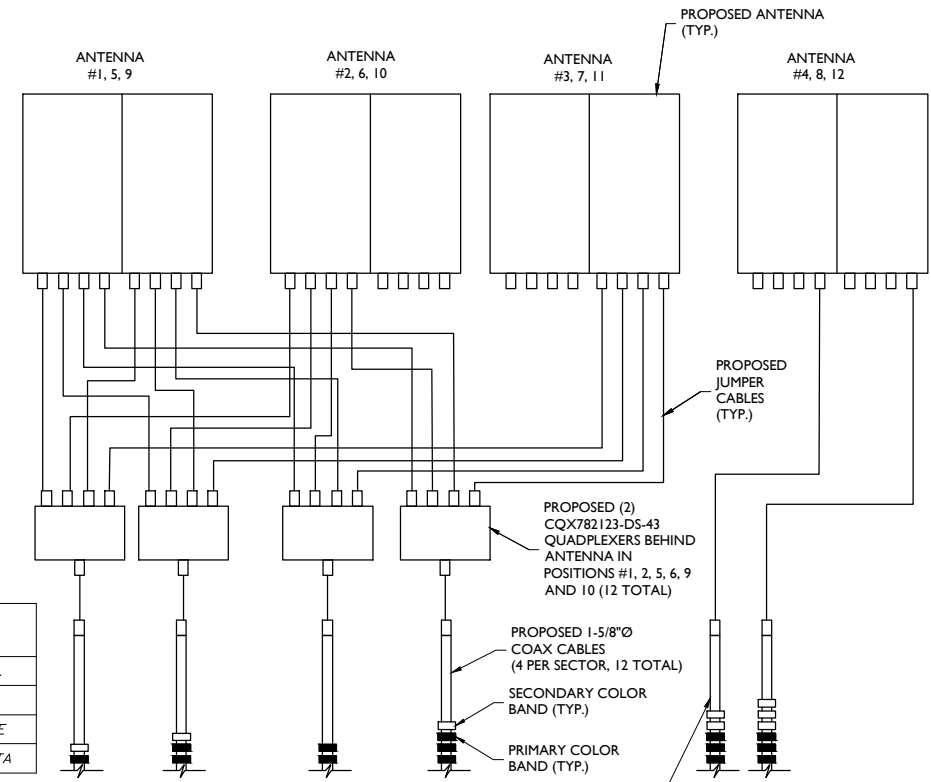 PROPOSED ANTENNA
(TYP.)
ANTENNA
#1, 5, 9
ANTENNA
#2, 6, 10
ANTENNA
#3, 7, 11
ANTENNA
#4, 8, 12
PROPOSED
JUMPER
CABLES
(TYP.)
PROPOSED (2)
CQX782123-DS-43
QUADPLEXERS BEHIND
ANTENNA IN
POSITIONS #1, 2, 5, 6, 9
AND 10 (12 TOTAL)
PROPOSED 1-5/8"Ø
COAX CABLES
(4 PER SECTOR, 12 TOTAL)
SECONDARY COLOR
BAND (TYP.)
PRIMARY COLOR
BAND (TYP.)